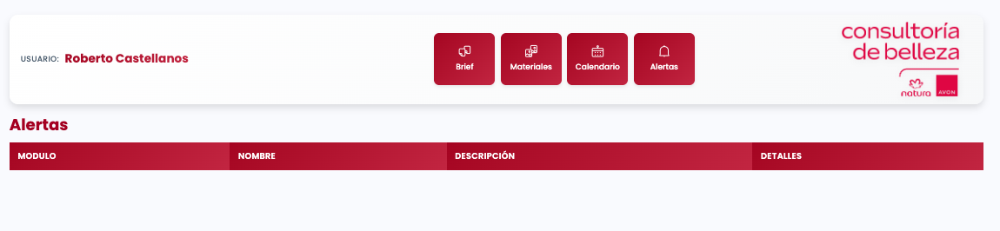 USUARIO: Roberto Castellanos
Brief
Materiales
Calendario
Alertas
consultoría
de belleza
natura
AVON
Alertas
MODULO NOMBRE DESCRIPCIÓN DETALLES